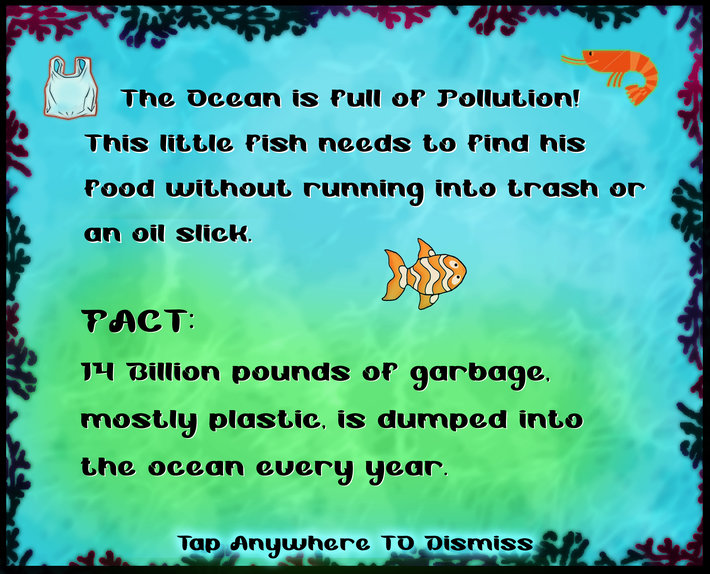 The Ocean is full of Pollution!
This little fish needs to find his
food without running into trash or
an oil slick.
FACT:
14 Billion pounds of garbage,
mostly plastic, is dumped into
the ocean every year.
Tap Anywhere TO Dismiss